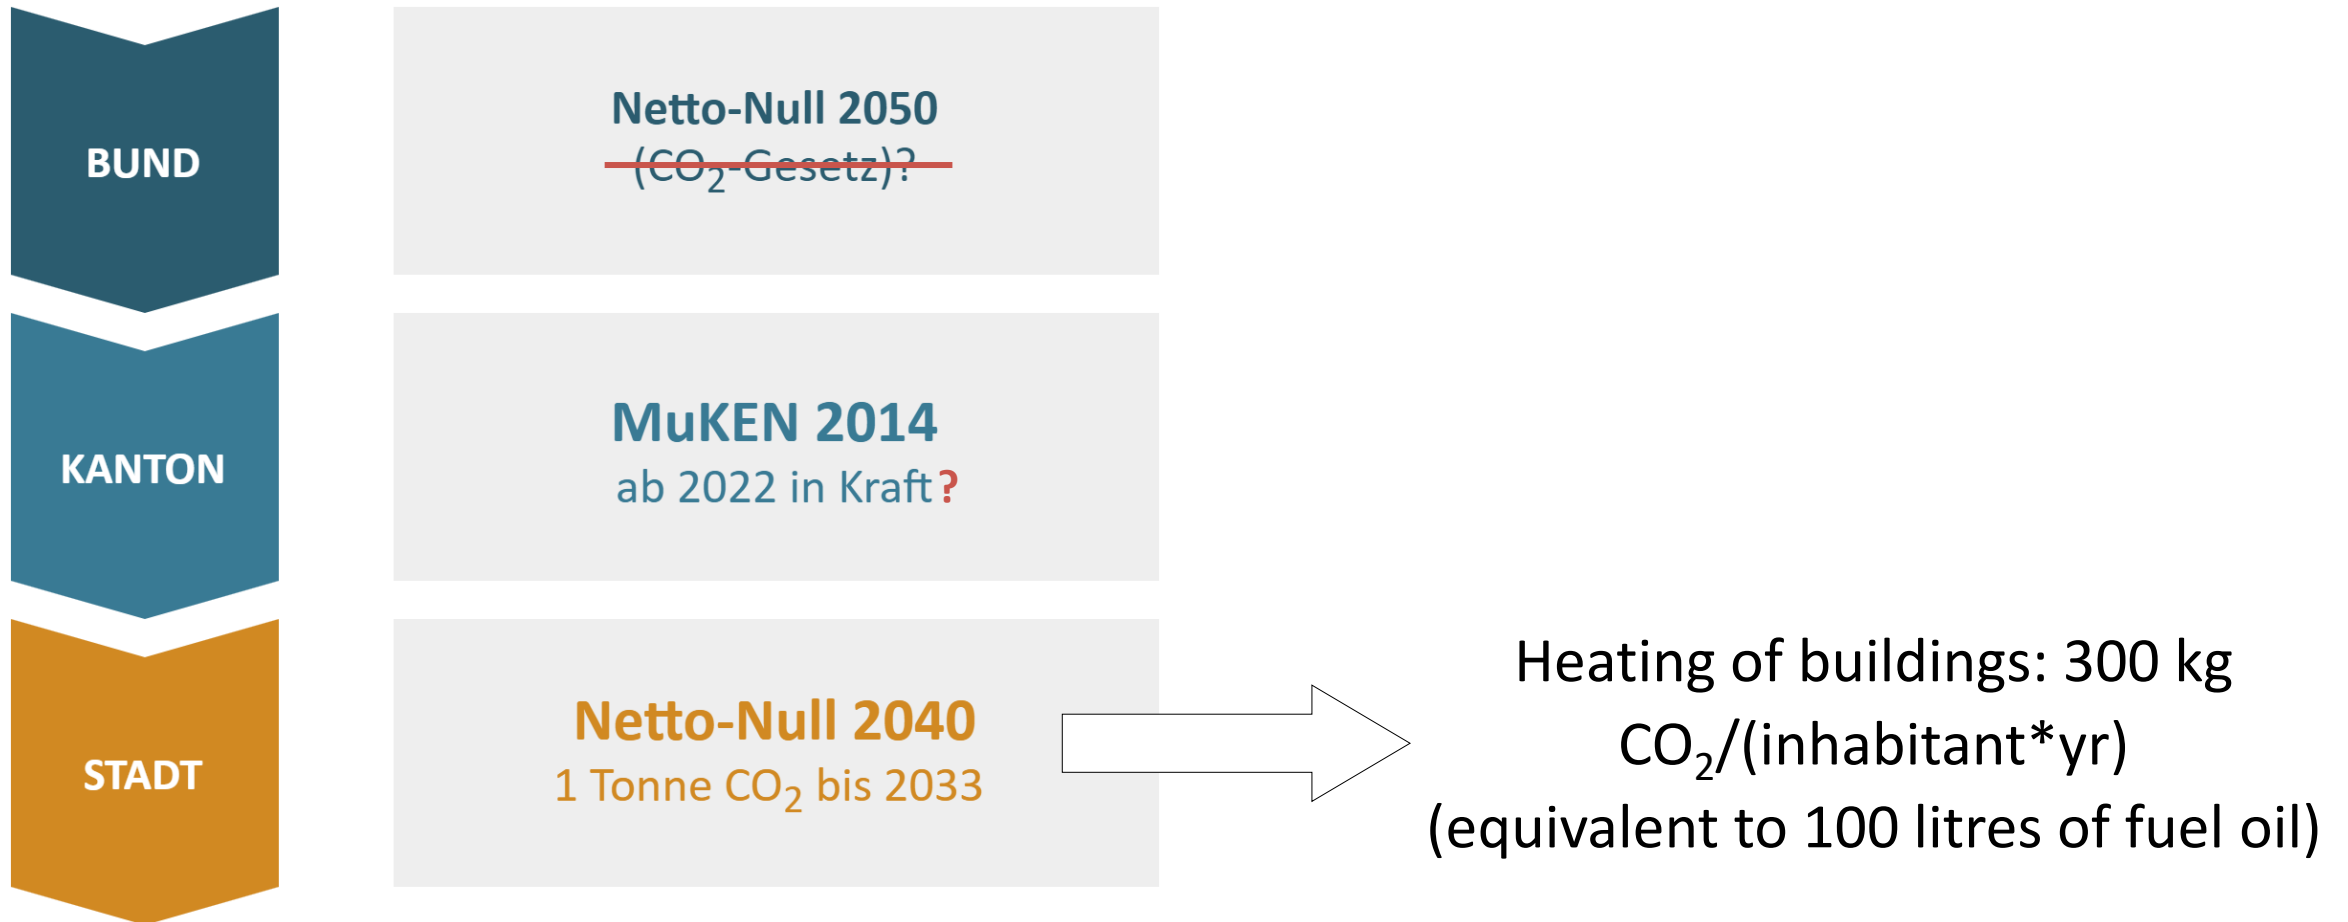 BUND
Netto-Null 2050
(CO₂-Gesetz)?
KANTON
MuKEN 2014
ab 2022 in Kraft?
STADT
Netto-Null 2040
1 Tonne CO₂ bis 2033
Heating of buildings: 300 kg
CO₂/(inhabitant*yr)
(equivalent to 100 litres of fuel oil)